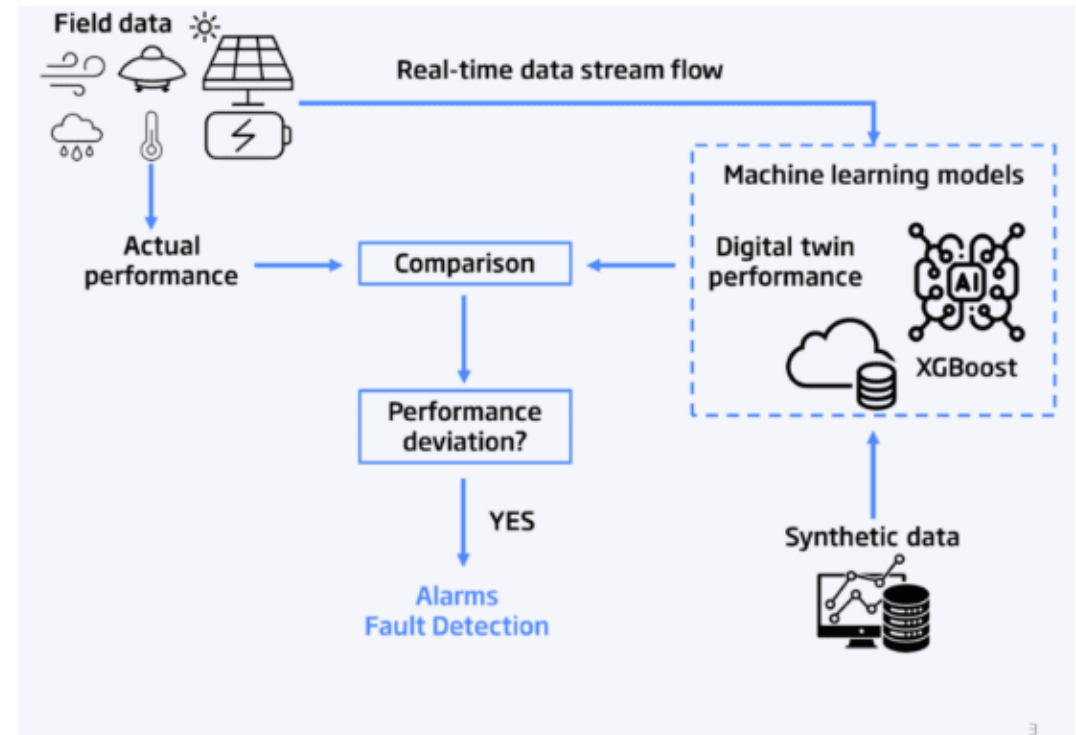 Field data
Real-time data stream flow
Machine learning models
Actual
performance
Comparison
Digital twin
performance
AI
XGBoost
Performance
deviation?
YES
Synthetic data
Alarms
Fault Detection
3